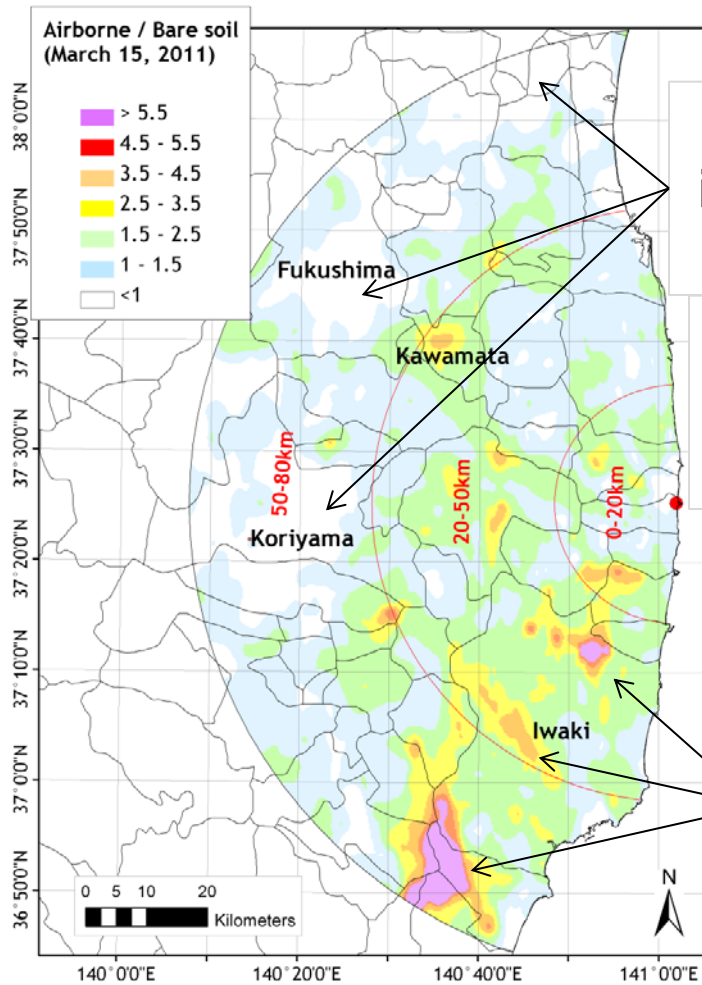 Airborne / Bare soil
(March 15, 2011)
> 5.5
4.5 - 5.5
3.5 - 4.5
2.5 - 3.5
1.5 - 2.5
1 - 1.5
<1
38°0'0"N
37°50'0"N
Fukushima
37°40'0"N
Kawamata
37°30'0"N
50-80km
20-50km
0-20km
Koriyama
37°20'0"N
37°10'0"N
Iwaki
37°0'0"N
36°50'0"N
0 5 10 20
Kilometers
N
140°0'0"E
140°20'0"E
140°40'0"E
141°0'0"E